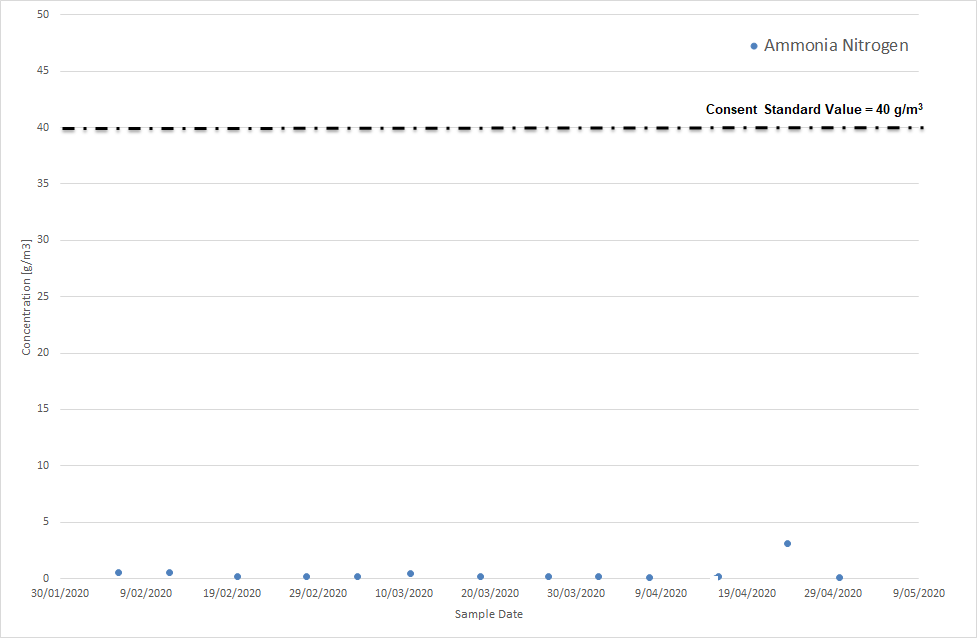 50
Ammonia Nitrogen
45
Consent Standard Value = 40 g/m³
40
35
30
Concentration [g/m3]
25
20
15
10
5
0
30/01/2020 9/02/2020 19/02/2020 29/02/2020 10/03/2020 20/03/2020 30/03/2020 9/04/2020 19/04/2020 29/04/2020 9/05/2020
Sample Date